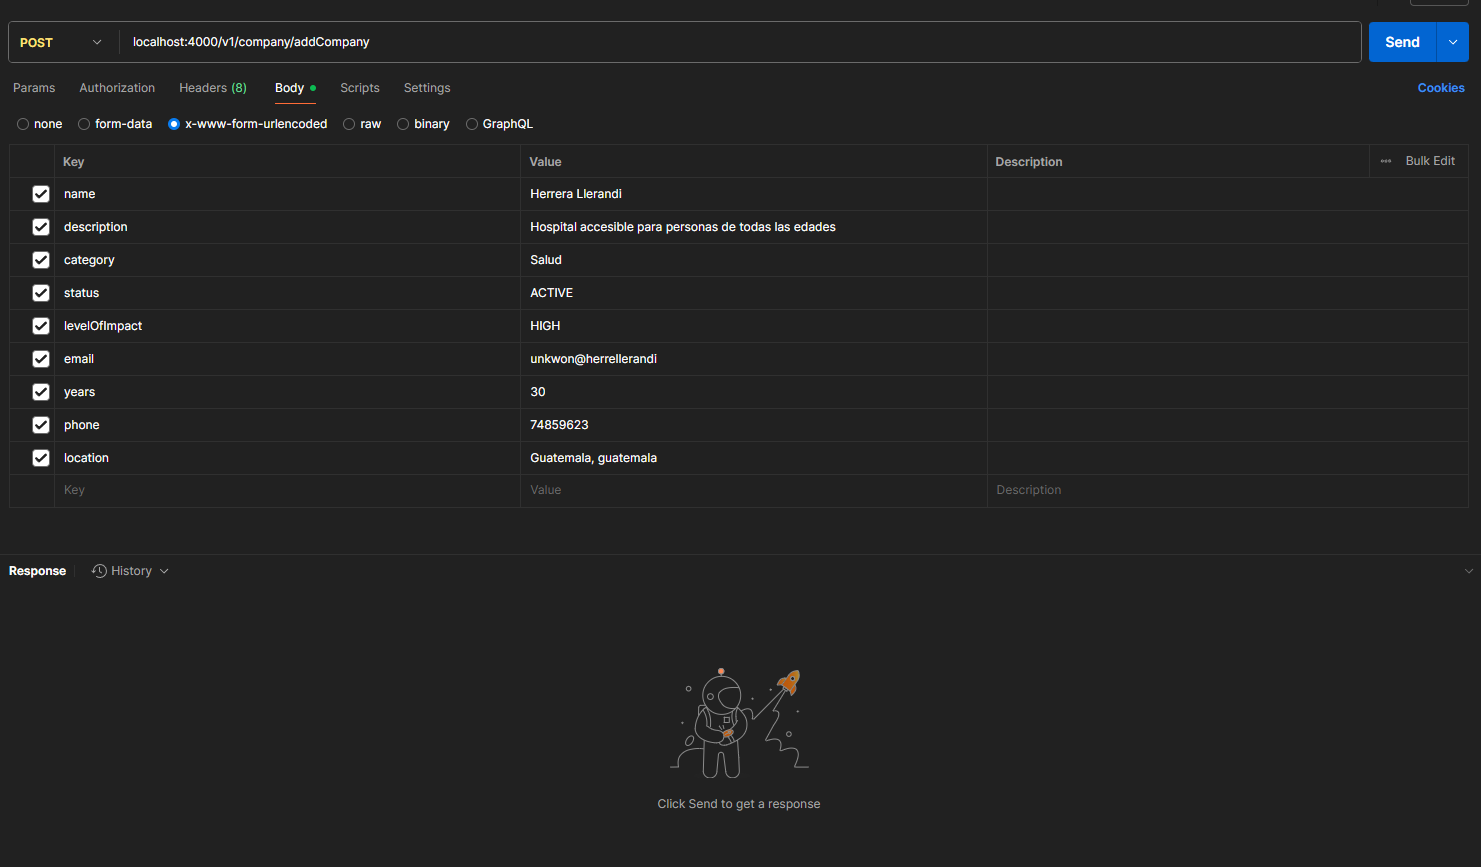 POST localhost:4000/v1/company/addCompany Send
Params Authorization Headers (8) Body Scripts Settings Cookies
none form-data x-www-form-urlencoded raw binary GraphQL
Key Value Description Bulk Edit
name Herrera Llerandi
description Hospital accesible para personas de todas las edades
category Salud
status ACTIVE
levelOfImpact HIGH
email unkwon@herrellerandi
years 30
phone 74859623
location Guatemala, guatemala
Key Value Description
Response History
Click Send to get a response